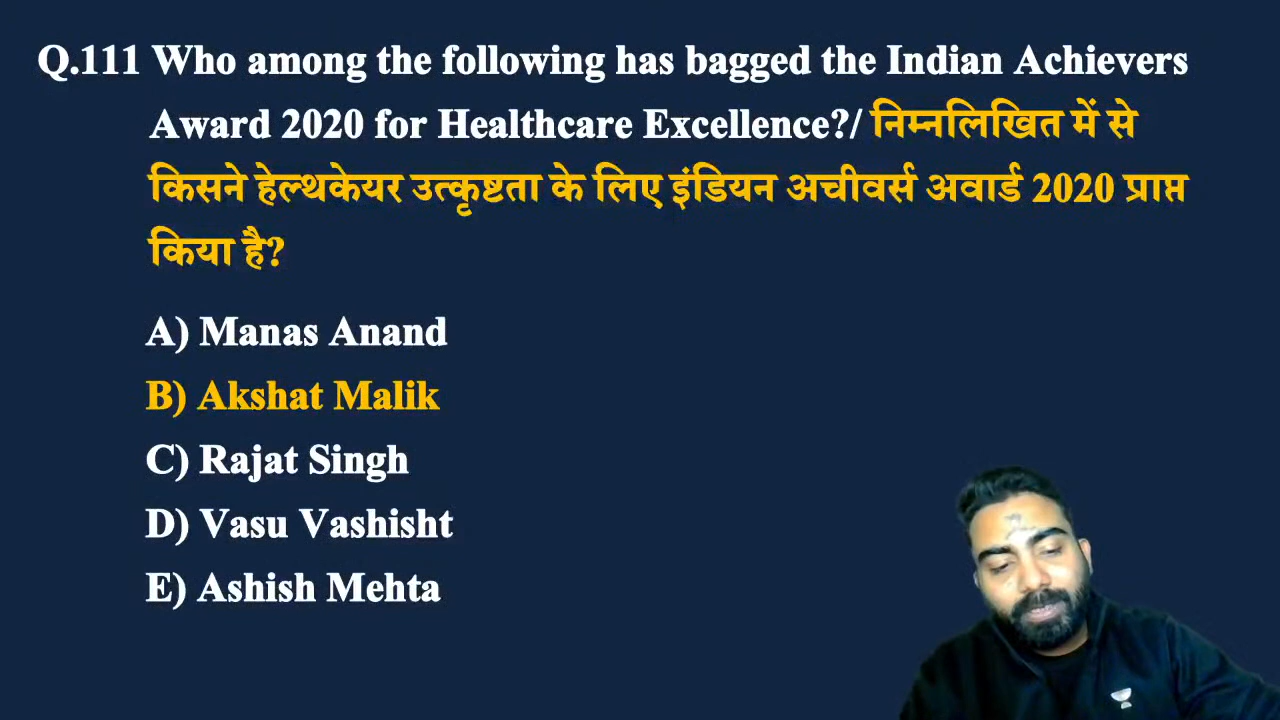 Q.111 Who among the following has bagged the Indian Achievers
Award 2020 for Healthcare Excellence?/ निम्नलिखित में से
किसने हेल्थकेयर उत्कृष्टता के लिए इंडियन अचीवर्स अवार्ड 2020 प्राप्त
किया है?
A) Manas Anand
B) Akshat Malik
C) Rajat Singh
D) Vasu Vashisht
E) Ashish Mehta